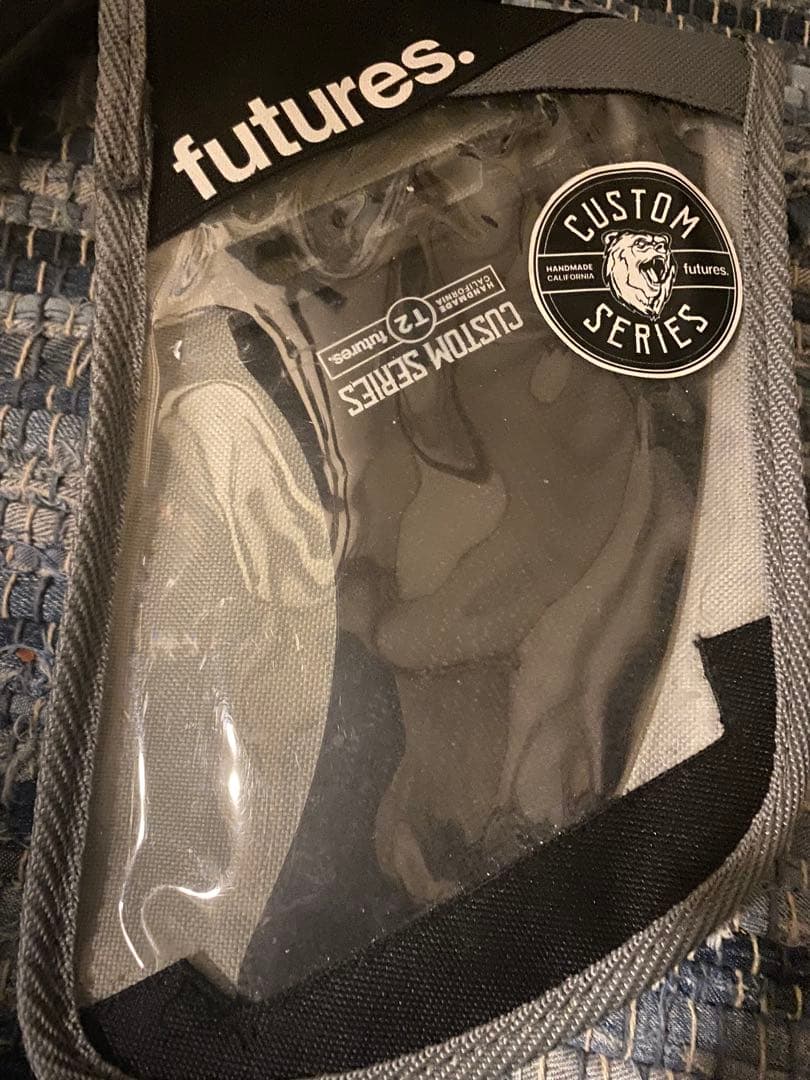 futures.
CUSTOM
HANDMADE
CALIFORNIA
futures.
SERIES
HANDMADE
CALIFORNIA
T2
futures.
CUSTOM SERIES